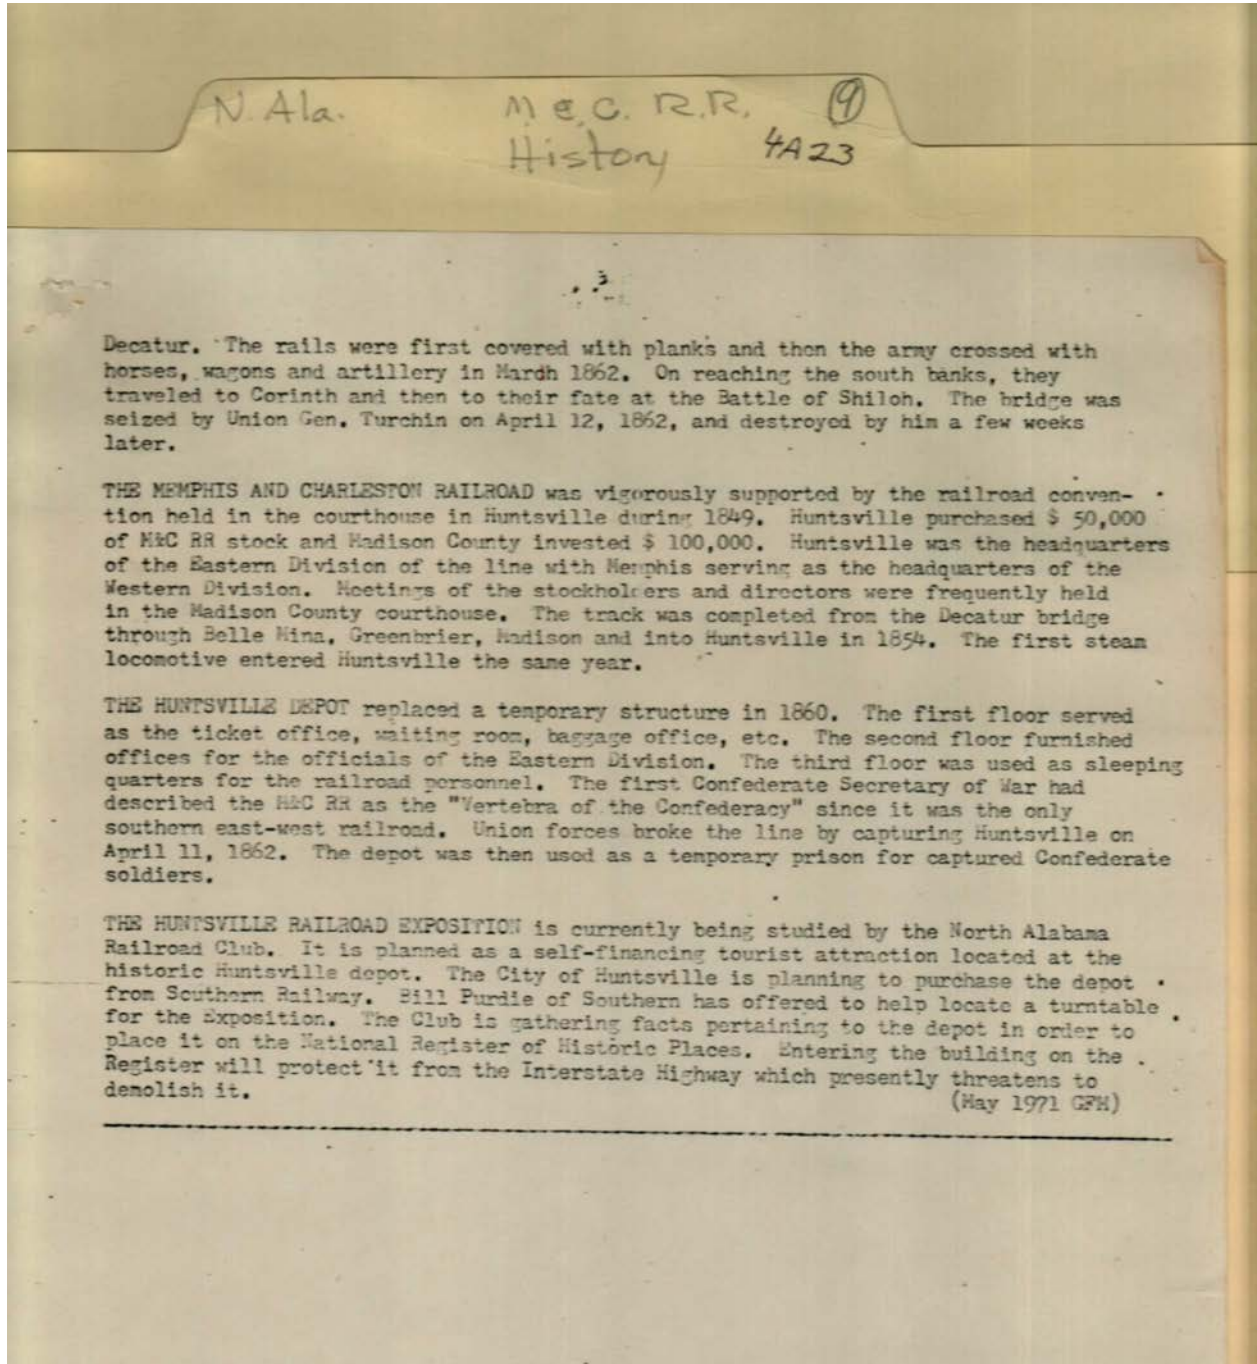 N. Ala. M & C. R.R. 9
History 4A23
3
Decatur. The rails were first covered with planks and then the army crossed with
horses, wagons and artillery in Mardh 1862. On reaching the south banks, they
traveled to Corinth and then to their fate at the Battle of Shiloh. The bridge was
seized by Union Gen. Turchin on April 12, 1862, and destroyed by him a few weeks
later.
THE MEMPHIS AND CHARLESTON RAILROAD was vigorously supported by the railroad conven-
tion held in the courthouse in Huntsville during 1849. Huntsville purchased $ 50,000
of M&C RR stock and Madison County invested $ 100,000. Huntsville was the headquarters
of the Eastern Division of the line with Memphis serving as the headquarters of the
Western Division. Meetings of the stockholders and directors were frequently held
in the Madison County courthouse. The track was completed from the Decatur bridge
through Belle Mina, Greenbrier, Madison and into Huntsville in 1854. The first steam
locomotive entered Huntsville the same year.
THE HUNTSVILLE DEPOT replaced a temporary structure in 1860. The first floor served
as the ticket office, waiting room, baggage office, etc. The second floor furnished
offices for the officials of the Eastern Division. The third floor was used as sleeping
quarters for the railroad personnel. The first Confederate Secretary of War had
described the M&C RR as the "Vertebra of the Confederacy" since it was the only
southern east-west railroad. Union forces broke the line by capturing Huntsville on
April 11, 1862. The depot was then used as a temporary prison for captured Confederate
soldiers.
THE HUNTSVILLE RAILROAD EXPOSITION is currently being studied by the North Alabama
Railroad Club. It is planned as a self-financing tourist attraction located at the
historic Huntsville depot. The City of Huntsville is planning to purchase the depot
from Southern Railway. Bill Purdie of Southern has offered to help locate a turntable
for the Exposition. The Club is gathering facts pertaining to the depot in order to
place it on the National Register of Historic Places. Entering the building on the
Register will protect it from the Interstate Highway which presently threatens to
demolish it. (May 1971 GFM)